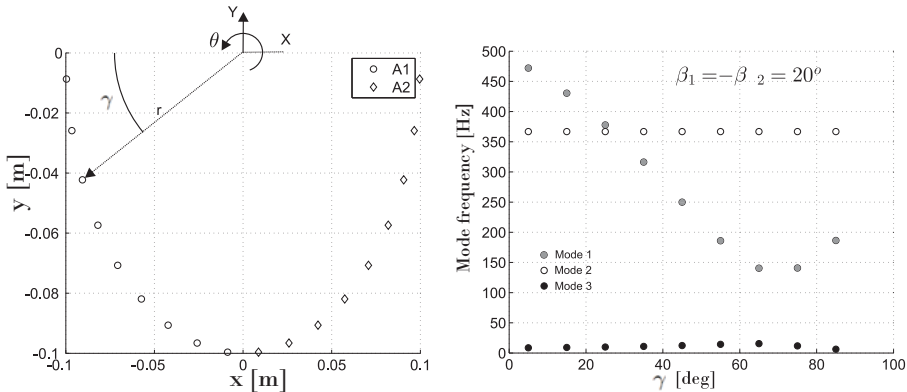 Y
X
θ
γ
r
A1
A2
0
-0.02
-0.04
-0.06
-0.08
-0.1
y [m]
-0.1
-0.05
0
0.05
0.1
x [m]
β1 =−β 2 = 20º
500
450
400
350
300
250
200
150
100
50
0
Mode frequency [Hz]
Mode 1
Mode 2
Mode 3
0
20
40
60
80
100
γ [deg]